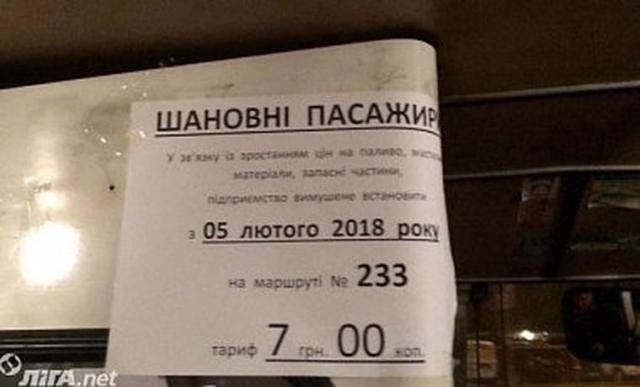 ШАНОВНІ ПАСАЖИР
У зв'язку із зростанням цін на паливо, мастил
матеріали, запасні частини,
підприємство вимушене встановити
з 05 лютого 2018 року
на маршруті № 233
тариф 7 грн. 00 коп.
ЛІГА.net